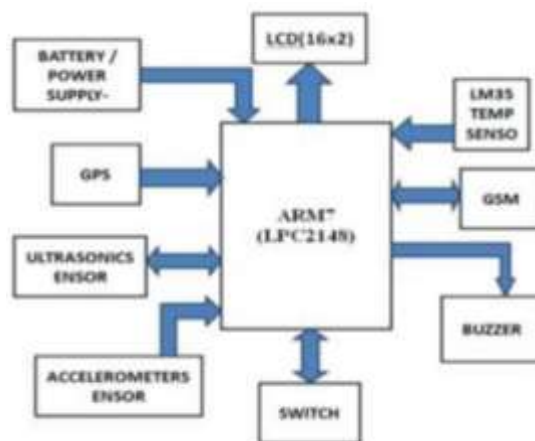 LCD(16x2)
BATTERY /
POWER
SUPPLY-
LM35
TEMP
SENSO
GPS
ARM7
(LPC2148)
GSM
ULTRASONICS
ENSOR
BUZZER
ACCELEROMETERS
ENSOR
SWITCH